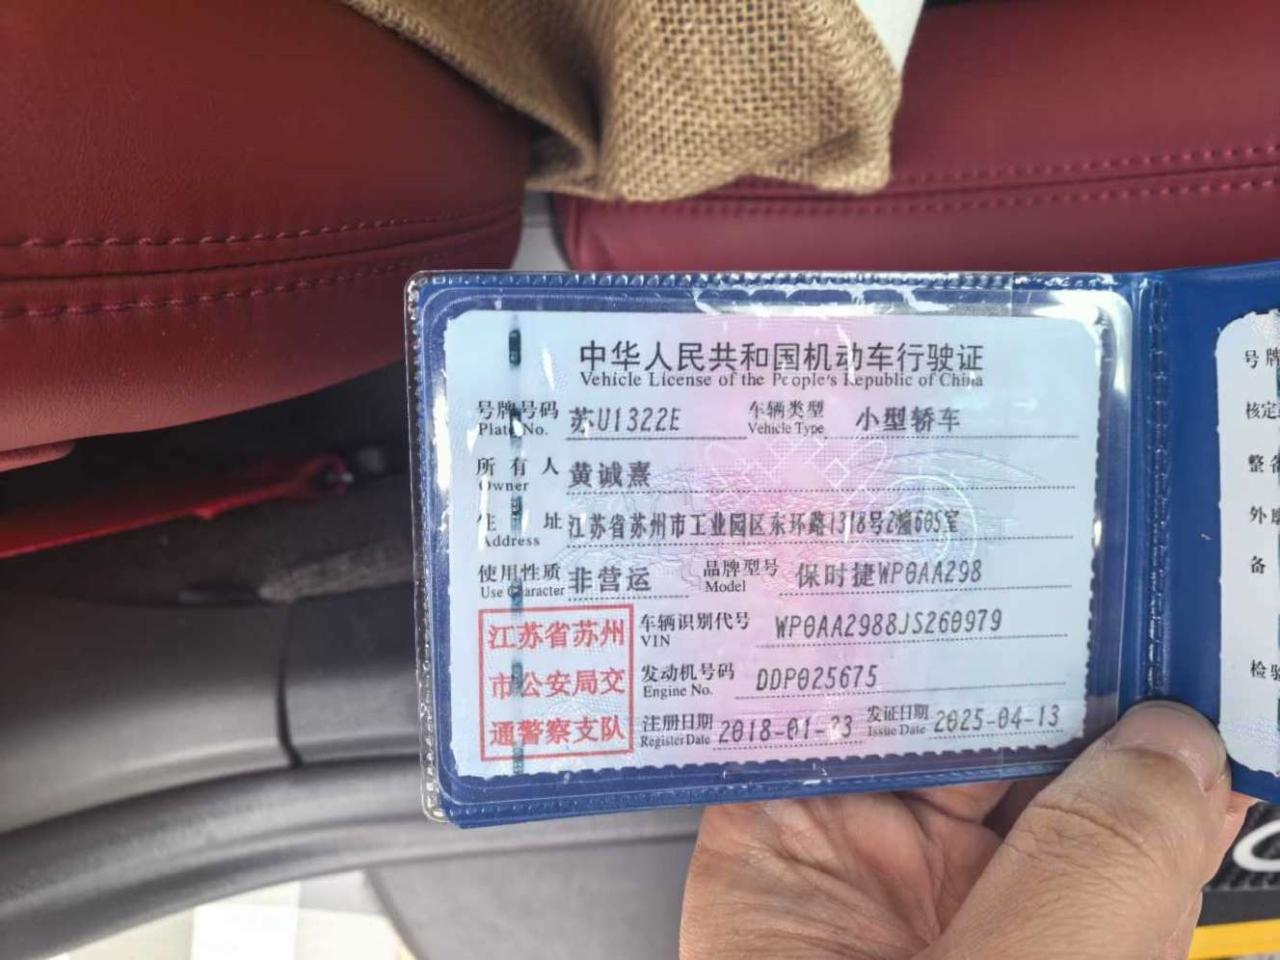 中华人民共和国机动车行驶证
Vehicle License of the People's Republic of China
号牌号码 苏U1322E 车辆类型 小型轿车
Plate No. Vehicle Type
所有人 黄诚熹
Owner
住址 江苏省苏州市工业园区东环路1318号2幢605室
Address
使用性质 非营运 品牌型号 保时捷WP0AA298
Use Character Model
江苏省苏州
市公安局交
通警察支队
车辆识别代号 WP0AA2988JS260979
VIN
发动机号码 DDP025675
Engine No.
注册日期 2018-01-23 发证日期 2025-04-13
Register Date Issue Date
号牌
核定
整备
外廓
备
检验